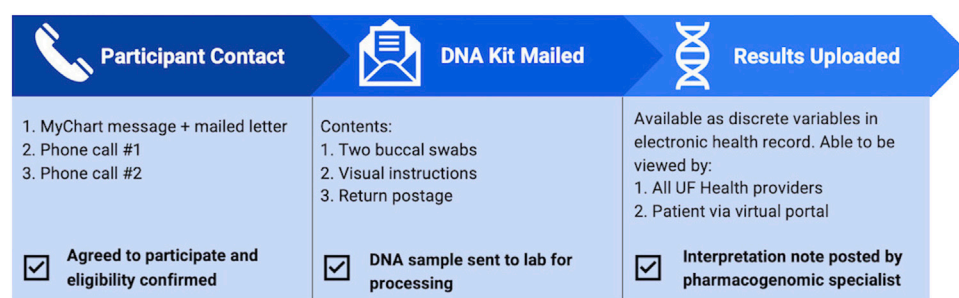 Participant Contact
DNA Kit Mailed
Results Uploaded
1. MyChart message + mailed letter
2. Phone call #1
3. Phone call #2
Agreed to participate and
eligibility confirmed
Contents:
1. Two buccal swabs
2. Visual instructions
3. Return postage
DNA sample sent to lab for
processing
Available as discrete variables in
electronic health record. Able to be
viewed by:
1. All UF Health providers
2. Patient via virtual portal
Interpretation note posted by
pharmacogenomic specialist